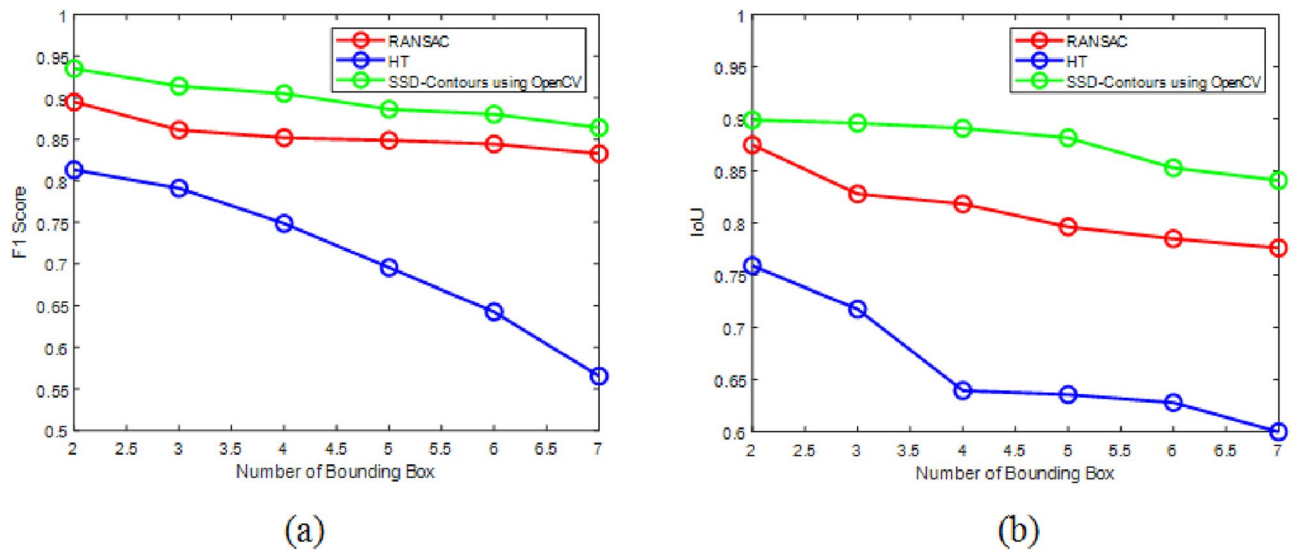 1
0.95
0.9
0.85
0.8
0.75
0.7
0.65
0.6
0.55
0.5
F1 Score
RANSAC
HT
SSD-Contours using OpenCV
2 2.5 3 3.5 4 4.5 5 5.5 6 6.5 7
Number of Bounding Box
(a)
1
0.95
0.9
0.85
0.8
0.75
0.7
0.65
0.6
IoU
RANSAC
HT
SSD-Contours using OpenCV
2 2.5 3 3.5 4 4.5 5 5.5 6 6.5 7
Number of Bounding Box
(b)